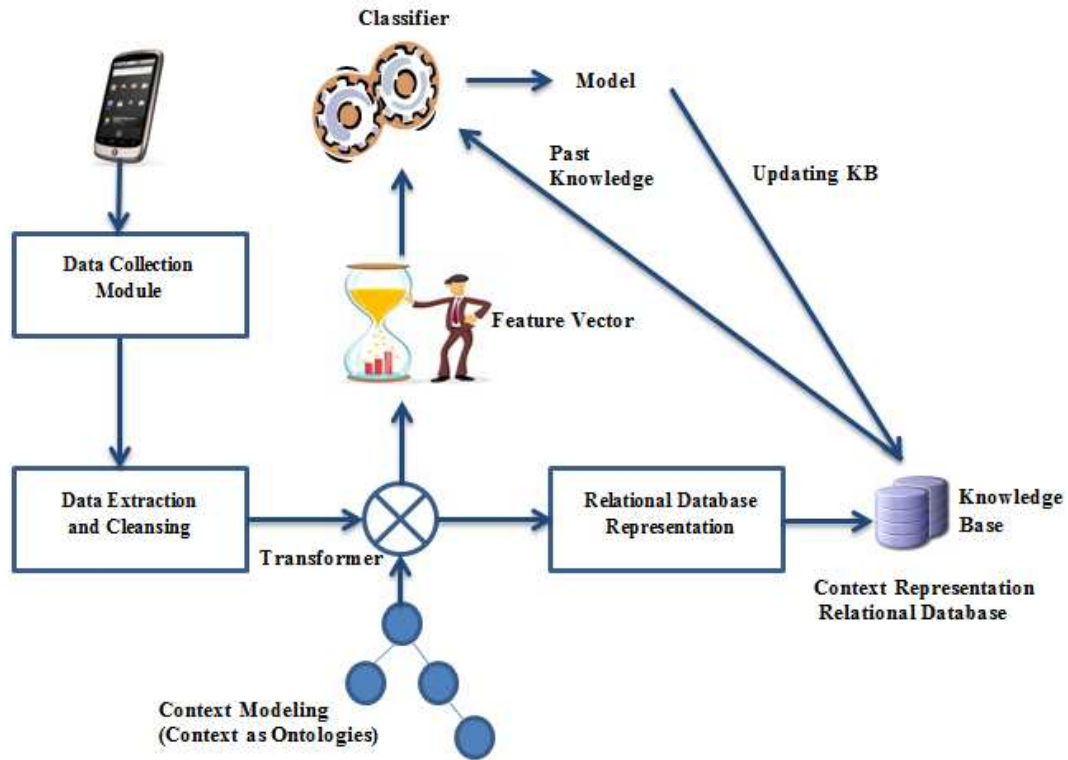 Classifier
Model
Past
Knowledge
Updating KB
Data Collection
Module
Feature Vector
Data Extraction
and Cleansing
Transformer
Relational Database
Representation
Knowledge
Base
Context Representation
Relational Database
Context Modeling
(Context as Ontologies)